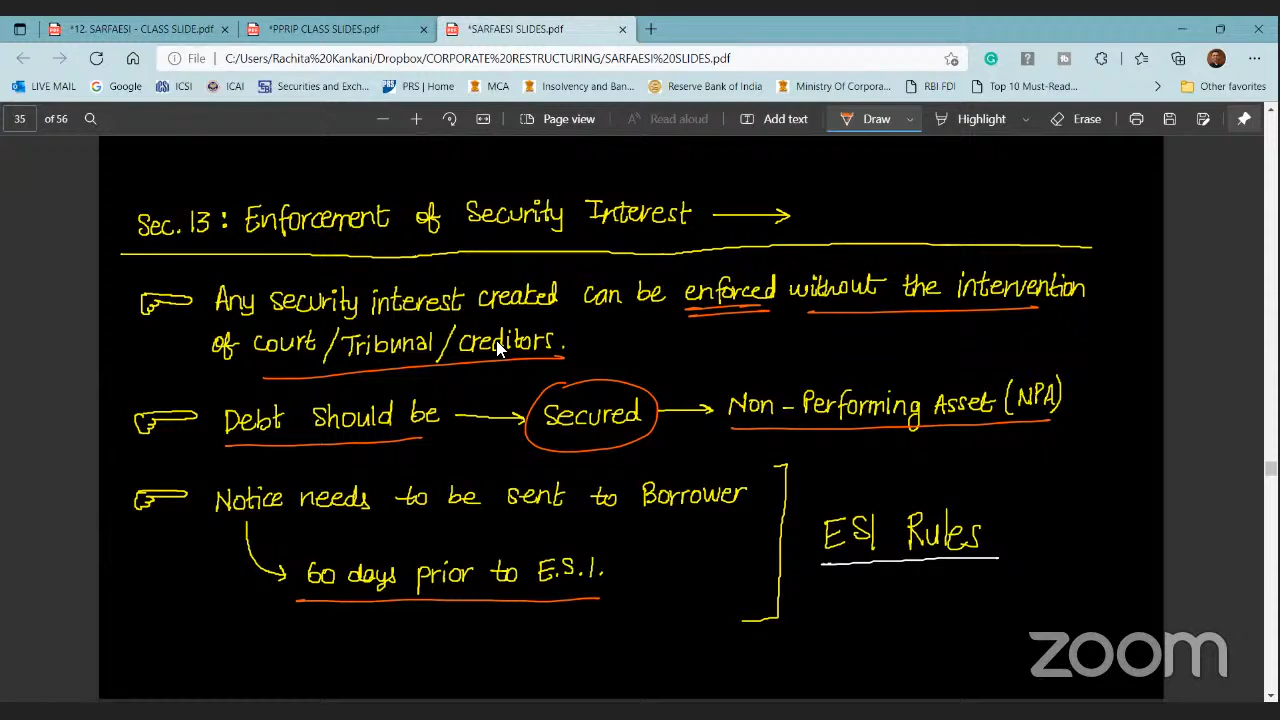 *12. SARFAESI - CLASS SLIDE.pdf
*PPRIP CLASS SLIDES.pdf
*SARFAESI SLIDES.pdf
File
C:/Users/Rachita%20Kankani/Dropbox/CORPORATE%20RESTRUCTURING/SARFAESI%20SLIDES.pdf
LIVE MAIL Google ICSI ICAI Securities and Exch... PRS | Home MCA Insolvency and Ban... Reserve Bank of India Ministry Of Corpora... RBI FDI Top 10 Must-Read... Other favorites
35 of 56 Page view Read aloud Add text Draw Highlight Erase
Sec. 13 : Enforcement of Security Interest →
Any security interest created can be enforced without the intervention
of court / Tribunal / creditors.
Debt should be → Secured → Non - Performing Asset (NPA)
Notice needs to be sent to Borrower
ESI Rules
60 days prior to E.S.I.
zoom